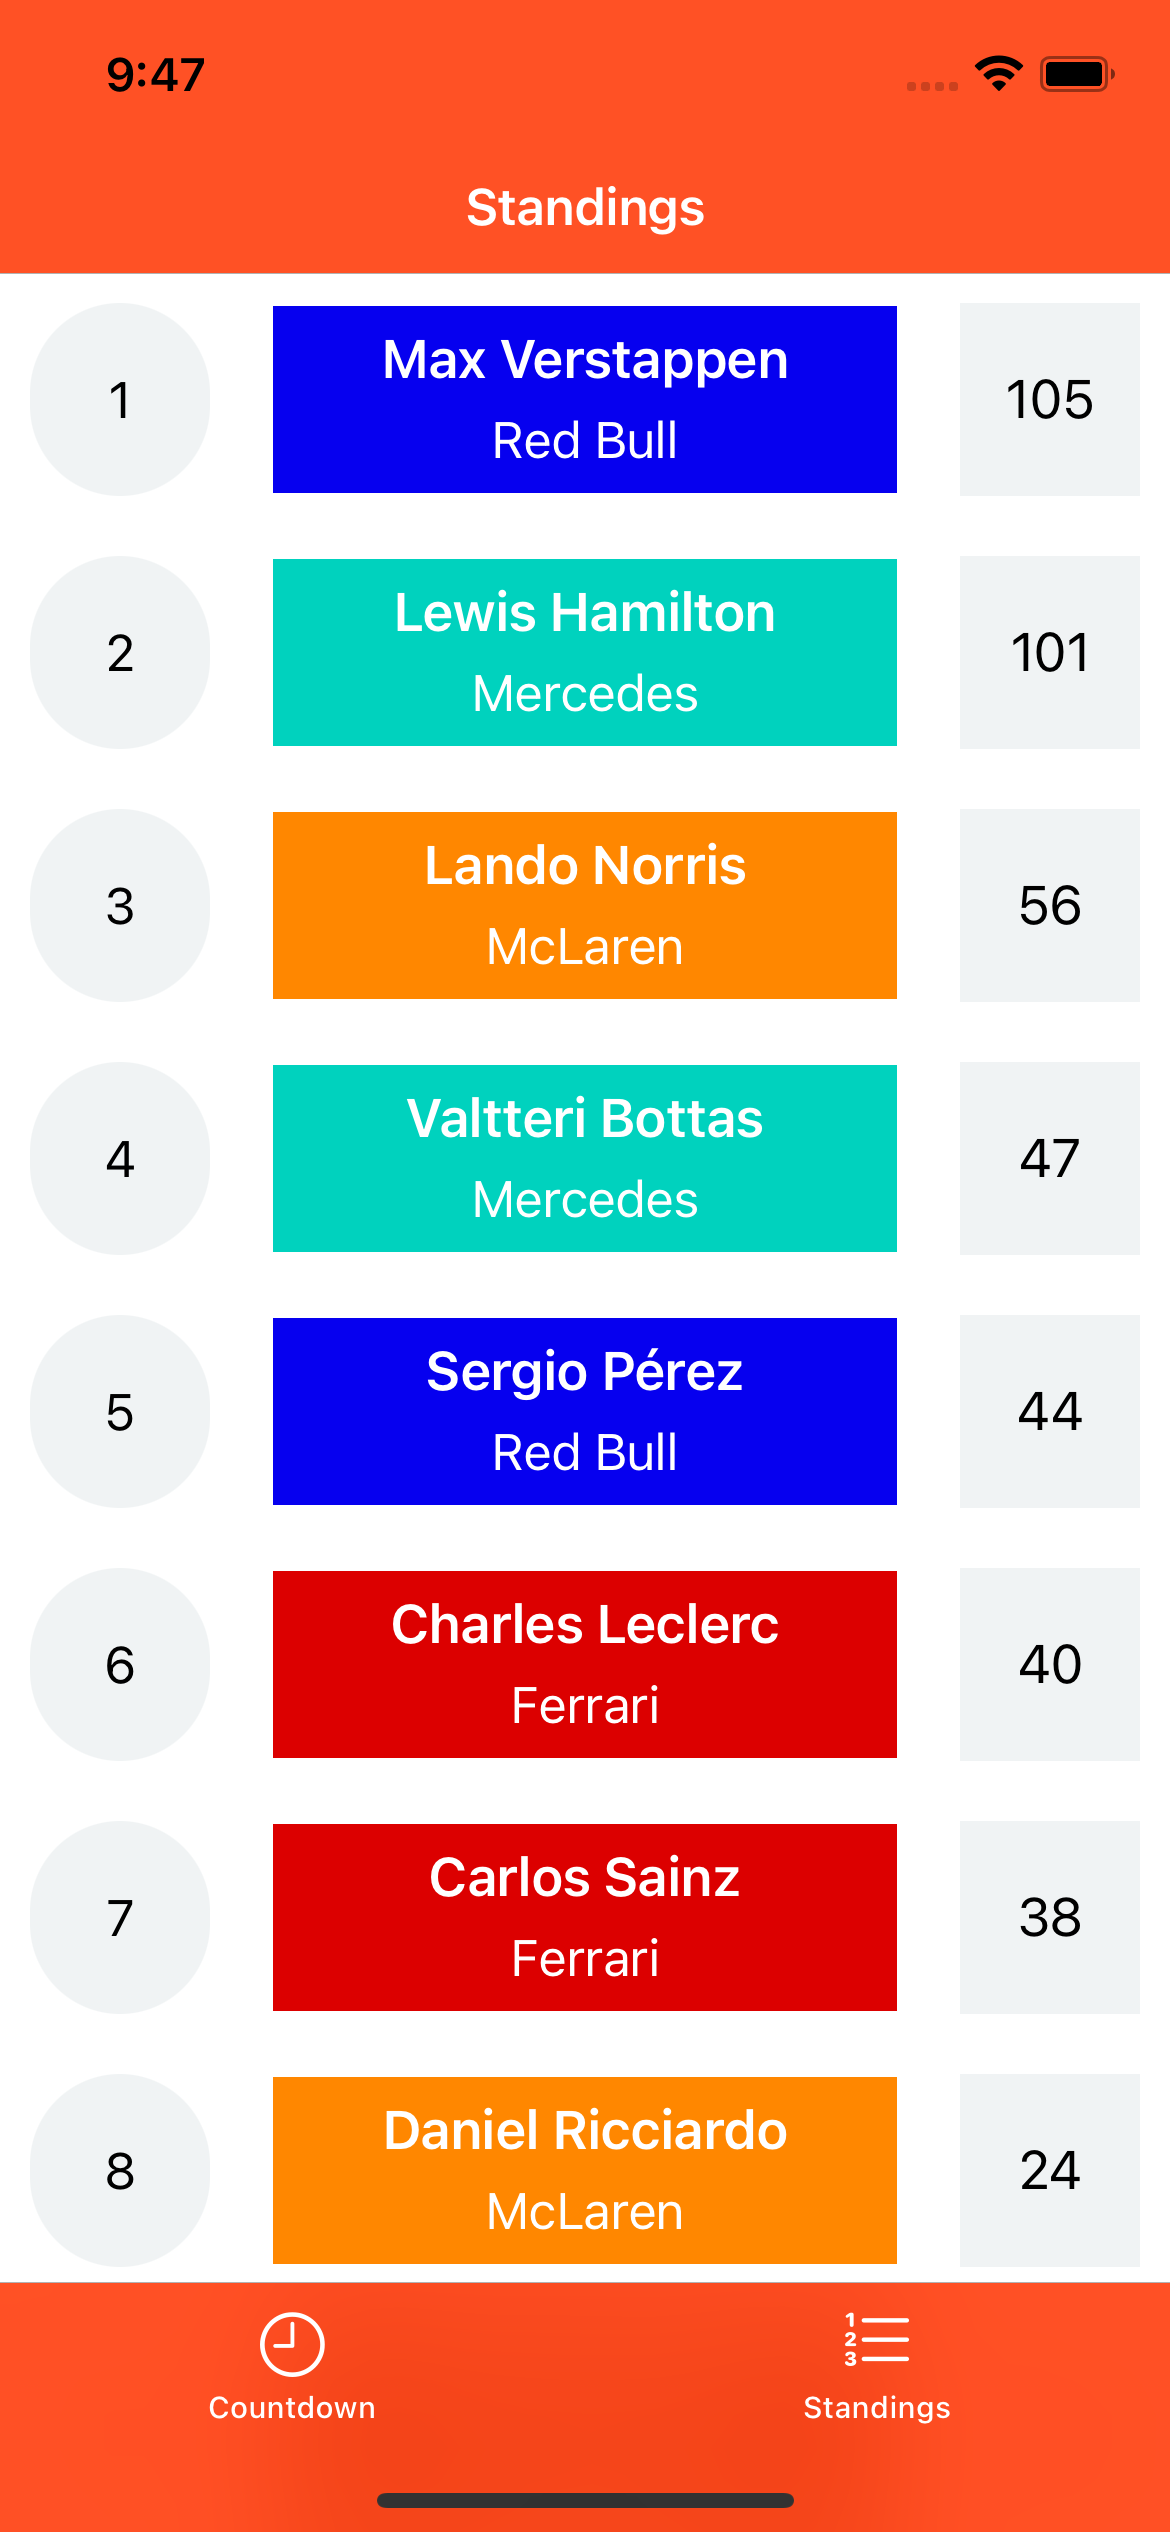 9:47
Standings
1
Max Verstappen
Red Bull
105
2
Lewis Hamilton
Mercedes
101
3
Lando Norris
McLaren
56
4
Valtteri Bottas
Mercedes
47
5
Sergio Pérez
Red Bull
44
6
Charles Leclerc
Ferrari
40
7
Carlos Sainz
Ferrari
38
8
Daniel Ricciardo
McLaren
24
1
2
3
Countdown
Standings